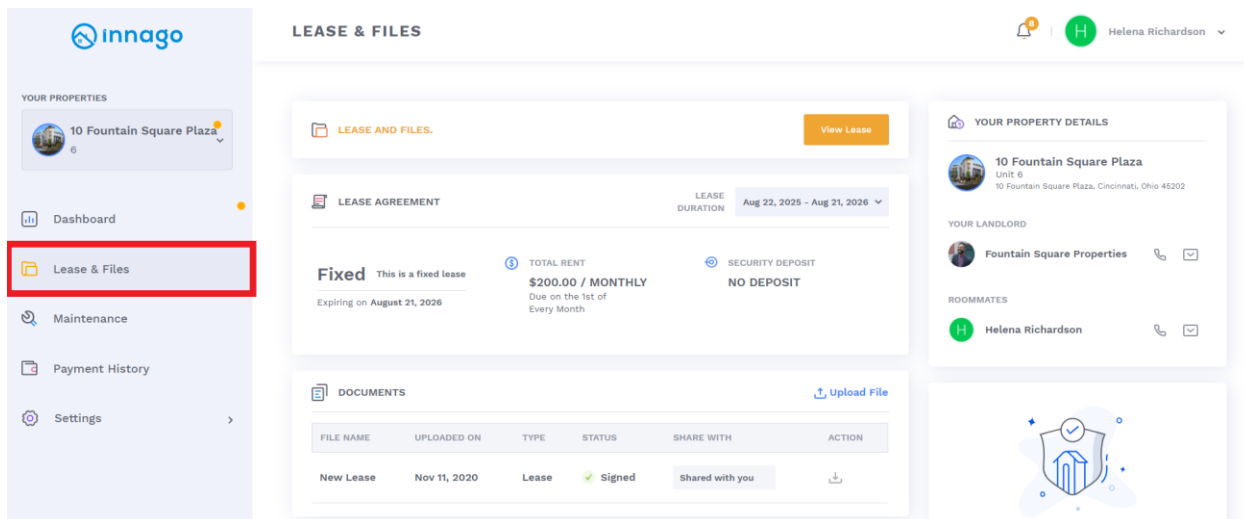 innago
LEASE & FILES
8
H
Helena Richardson
YOUR PROPERTIES
10 Fountain Square Plaza
6
Dashboard
Lease & Files
Maintenance
Payment History
Settings
LEASE AND FILES.
View Lease
LEASE AGREEMENT
LEASE
DURATION
Aug 22, 2025 - Aug 21, 2026
Fixed This is a fixed lease
Expiring on August 21, 2026
TOTAL RENT
$200.00 / MONTHLY
Due on the 1st of
Every Month
SECURITY DEPOSIT
NO DEPOSIT
DOCUMENTS
Upload File
FILE NAME UPLOADED ON TYPE STATUS SHARE WITH ACTION
New Lease Nov 11, 2020 Lease Signed Shared with you
YOUR PROPERTY DETAILS
10 Fountain Square Plaza
Unit 6
10 Fountain Square Plaza, Cincinnati, Ohio 45202
YOUR LANDLORD
Fountain Square Properties
ROOMMATES
H
Helena Richardson